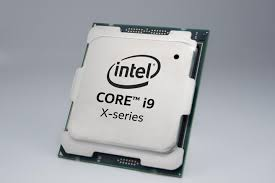 intel
CORE™ i9
X-series